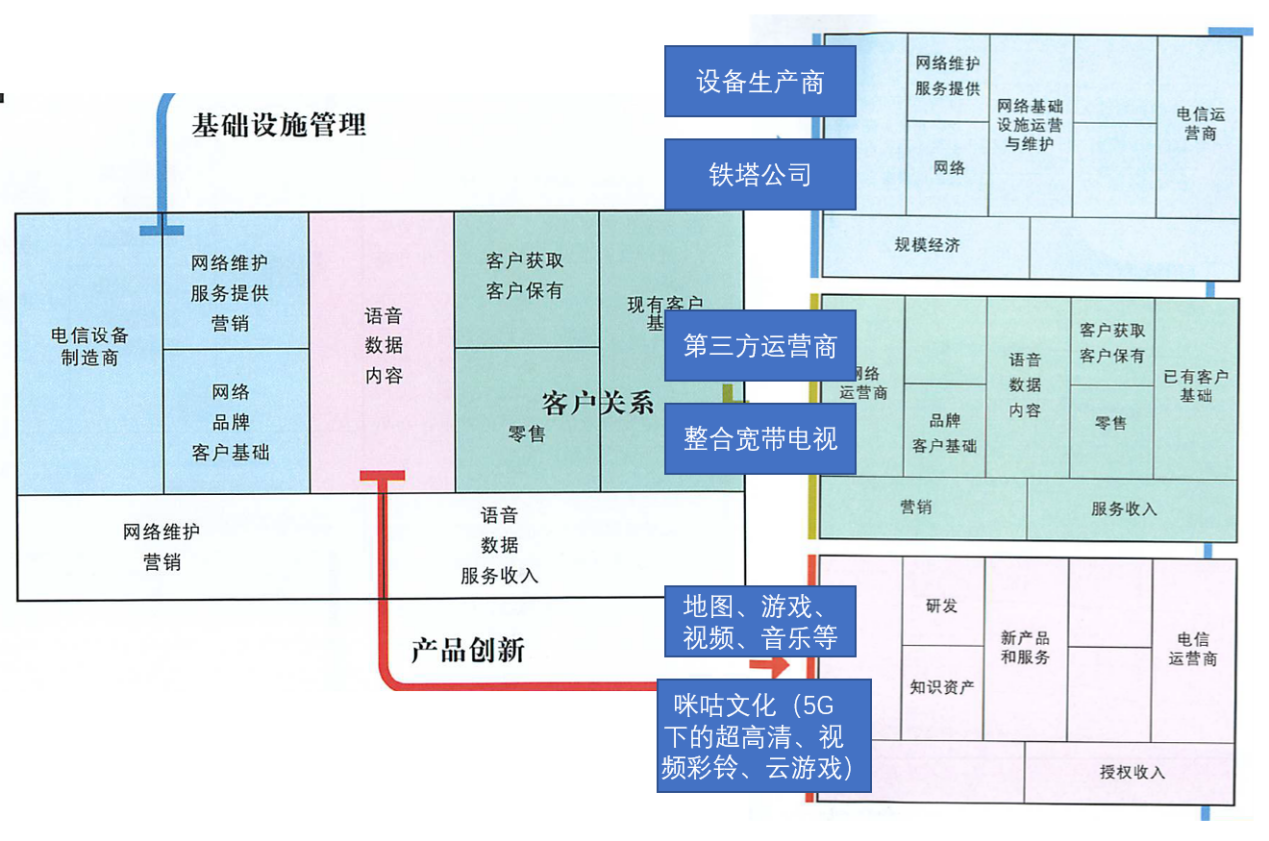 基础设施管理
电信设备
制造商
网络维护
服务提供
营销
网络
品牌
客户基础
语音
数据
内容
客户获取
客户保有
零售
现有客户
基
客户关系
网络维护
营销
语音
数据
服务收入
产品创新
设备生产商
铁塔公司
第三方运营商
整合宽带电视
地图、游戏、
视频、音乐等
咪咕文化（5G
下的超高清、视
频彩铃、云游戏）
网络维护
服务提供
网络
网络基础
设施运营
与维护
电信运
营商
规模经济
网络
运营商
品牌
客户基础
语音
数据
内容
客户获取
客户保有
零售
已有客户
基础
营销
服务收入
研发
知识资产
新产品
和服务
电信
运营商
授权收入